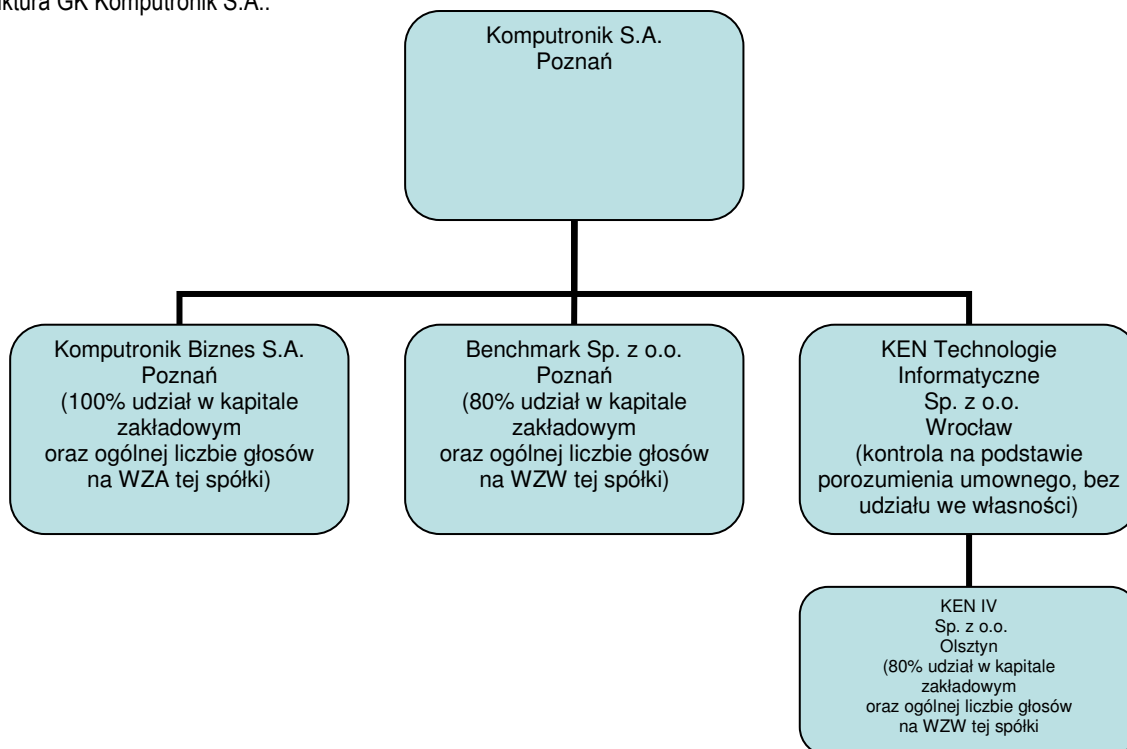 uktura GK Komputronik S.A..
Komputronik S.A.
Poznań
Komputronik Biznes S.A.
Poznań
(100% udział w kapitale
zakładowym
oraz ogólnej liczbie głosów
na WZA tej spółki)
Benchmark Sp. z o.o.
Poznań
(80% udział w kapitale
zakładowym
oraz ogólnej liczbie głosów
na WZW tej spółki)
KEN Technologie
Informatyczne
Sp. z o.o.
Wrocław
(kontrola na podstawie
porozumienia umownego, bez
udziału we własności)
KEN IV
Sp. z o.o.
Olsztyn
(80% udział w kapitale
zakładowym
oraz ogólnej liczbie głosów
na WZW tej spółki